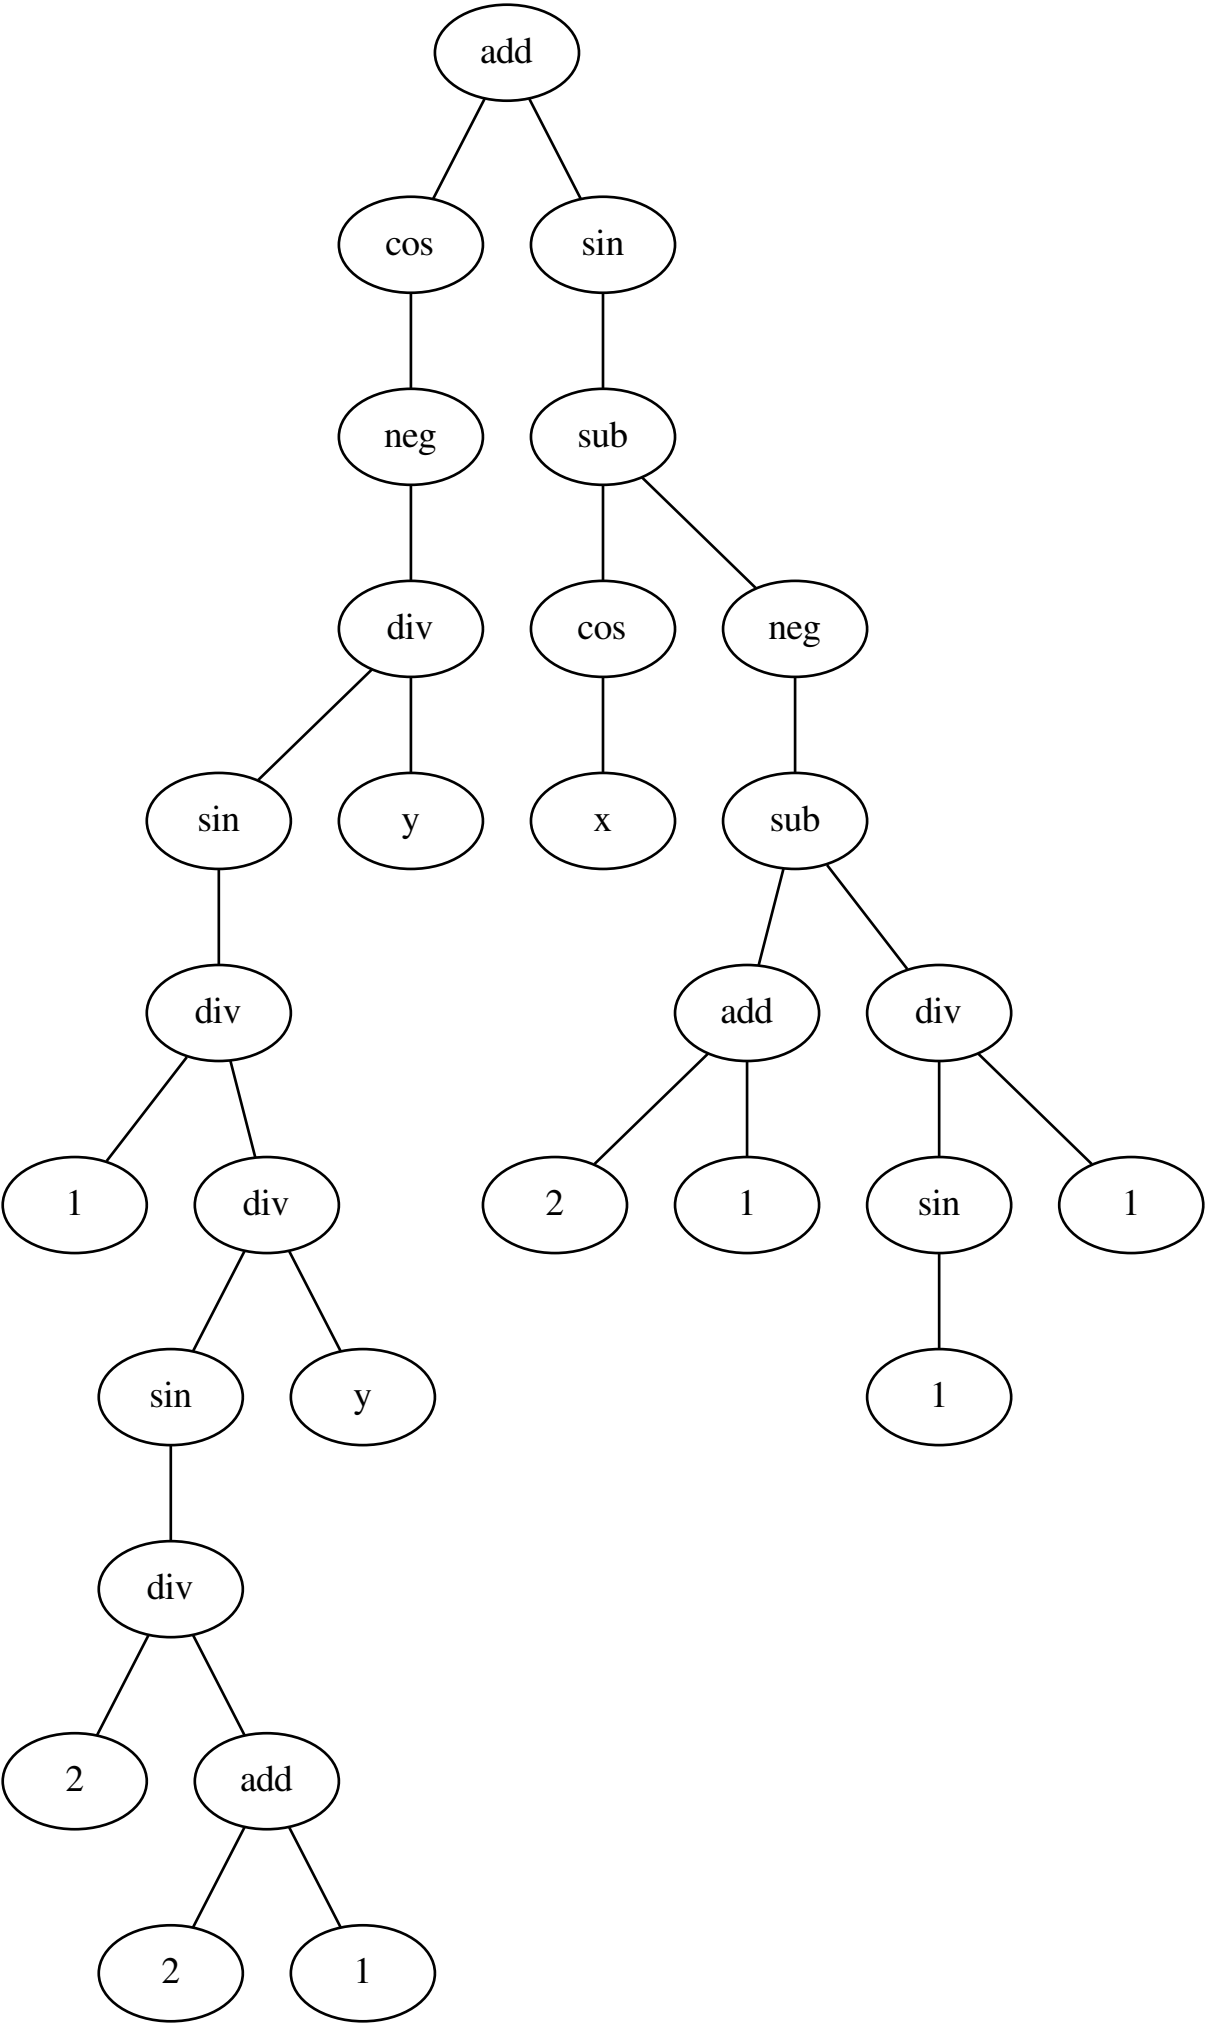 add
cos sin
neg sub
div cos neg
sin y x sub
div add div
1 div 2 1 sin 1
sin y 1
div
2 add
2 1